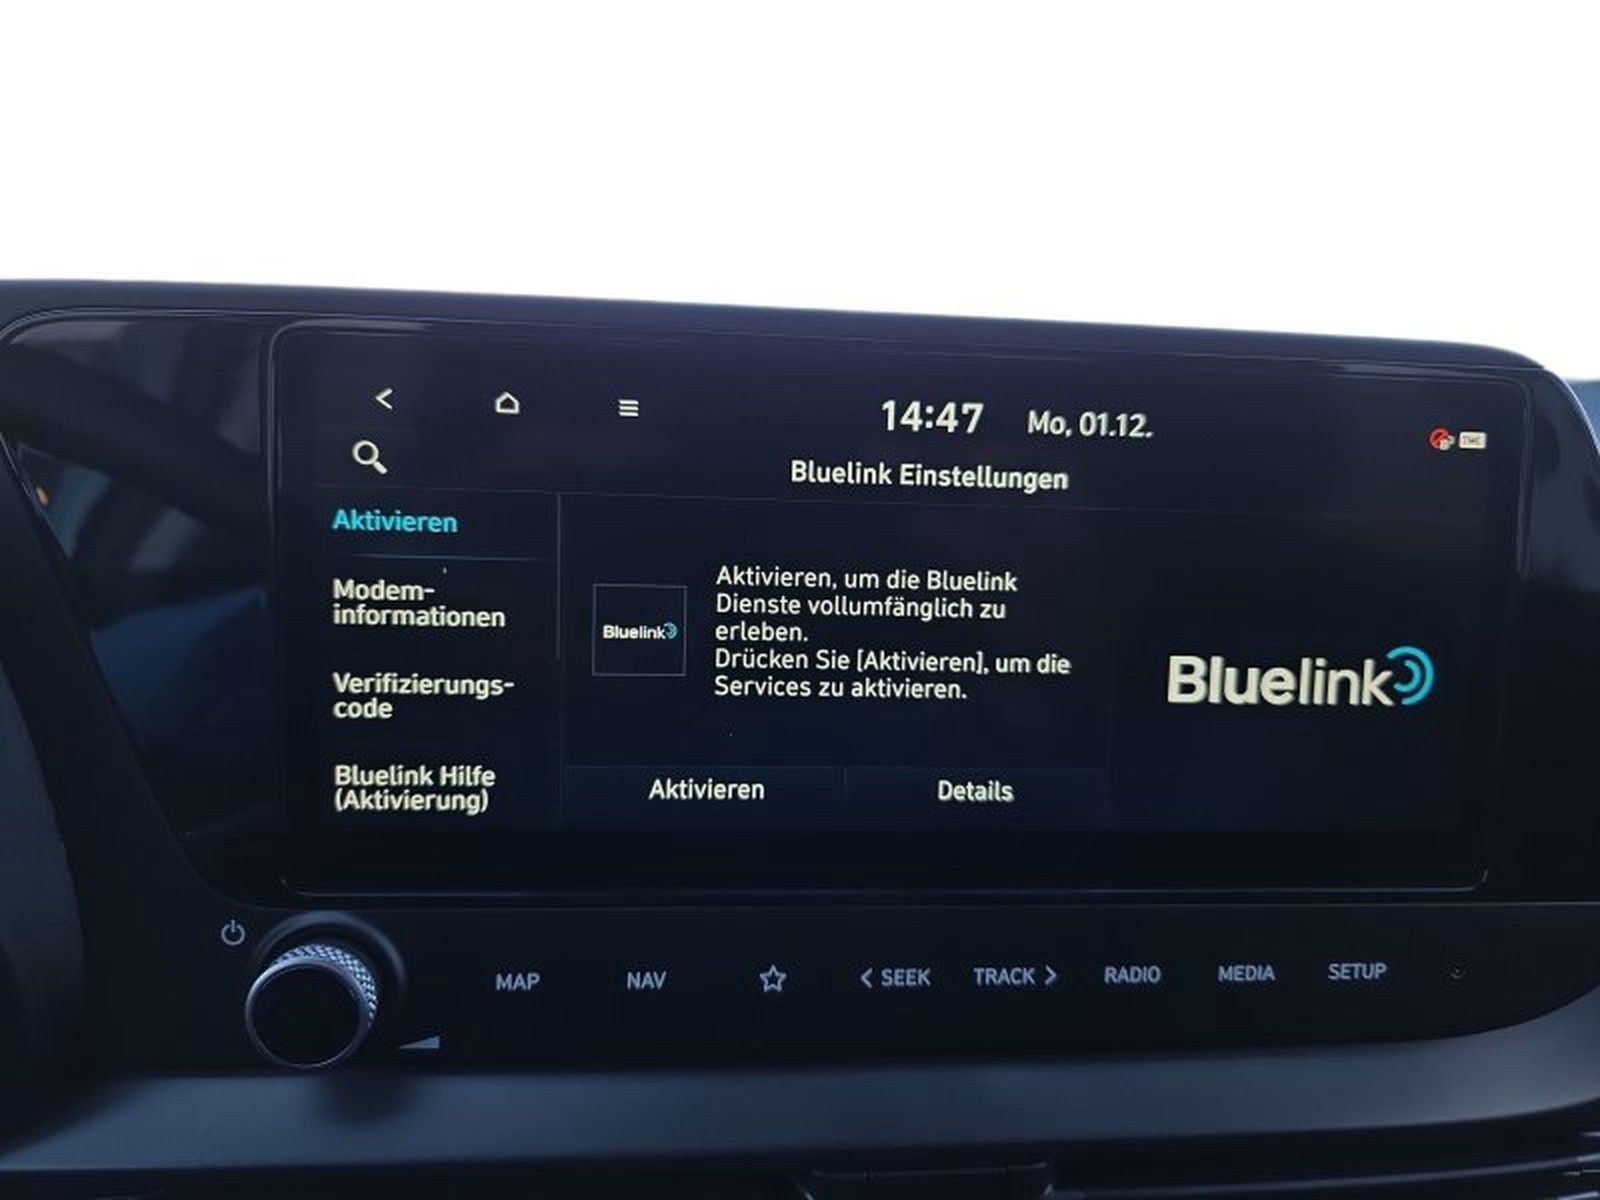 14:47 Mo, 01.12.
TMC
Bluelink Einstellungen
Aktivieren
Modem-
informationen
Verifizierungs-
code
Bluelink Hilfe
(Aktivierung)
Bluelink
Aktivieren, um die Bluelink
Dienste vollumfänglich zu
erleben.
Drücken Sie [Aktivieren], um die
Services zu aktivieren.
Aktivieren Details
Bluelink
MAP NAV < SEEK TRACK > RADIO MEDIA SETUP